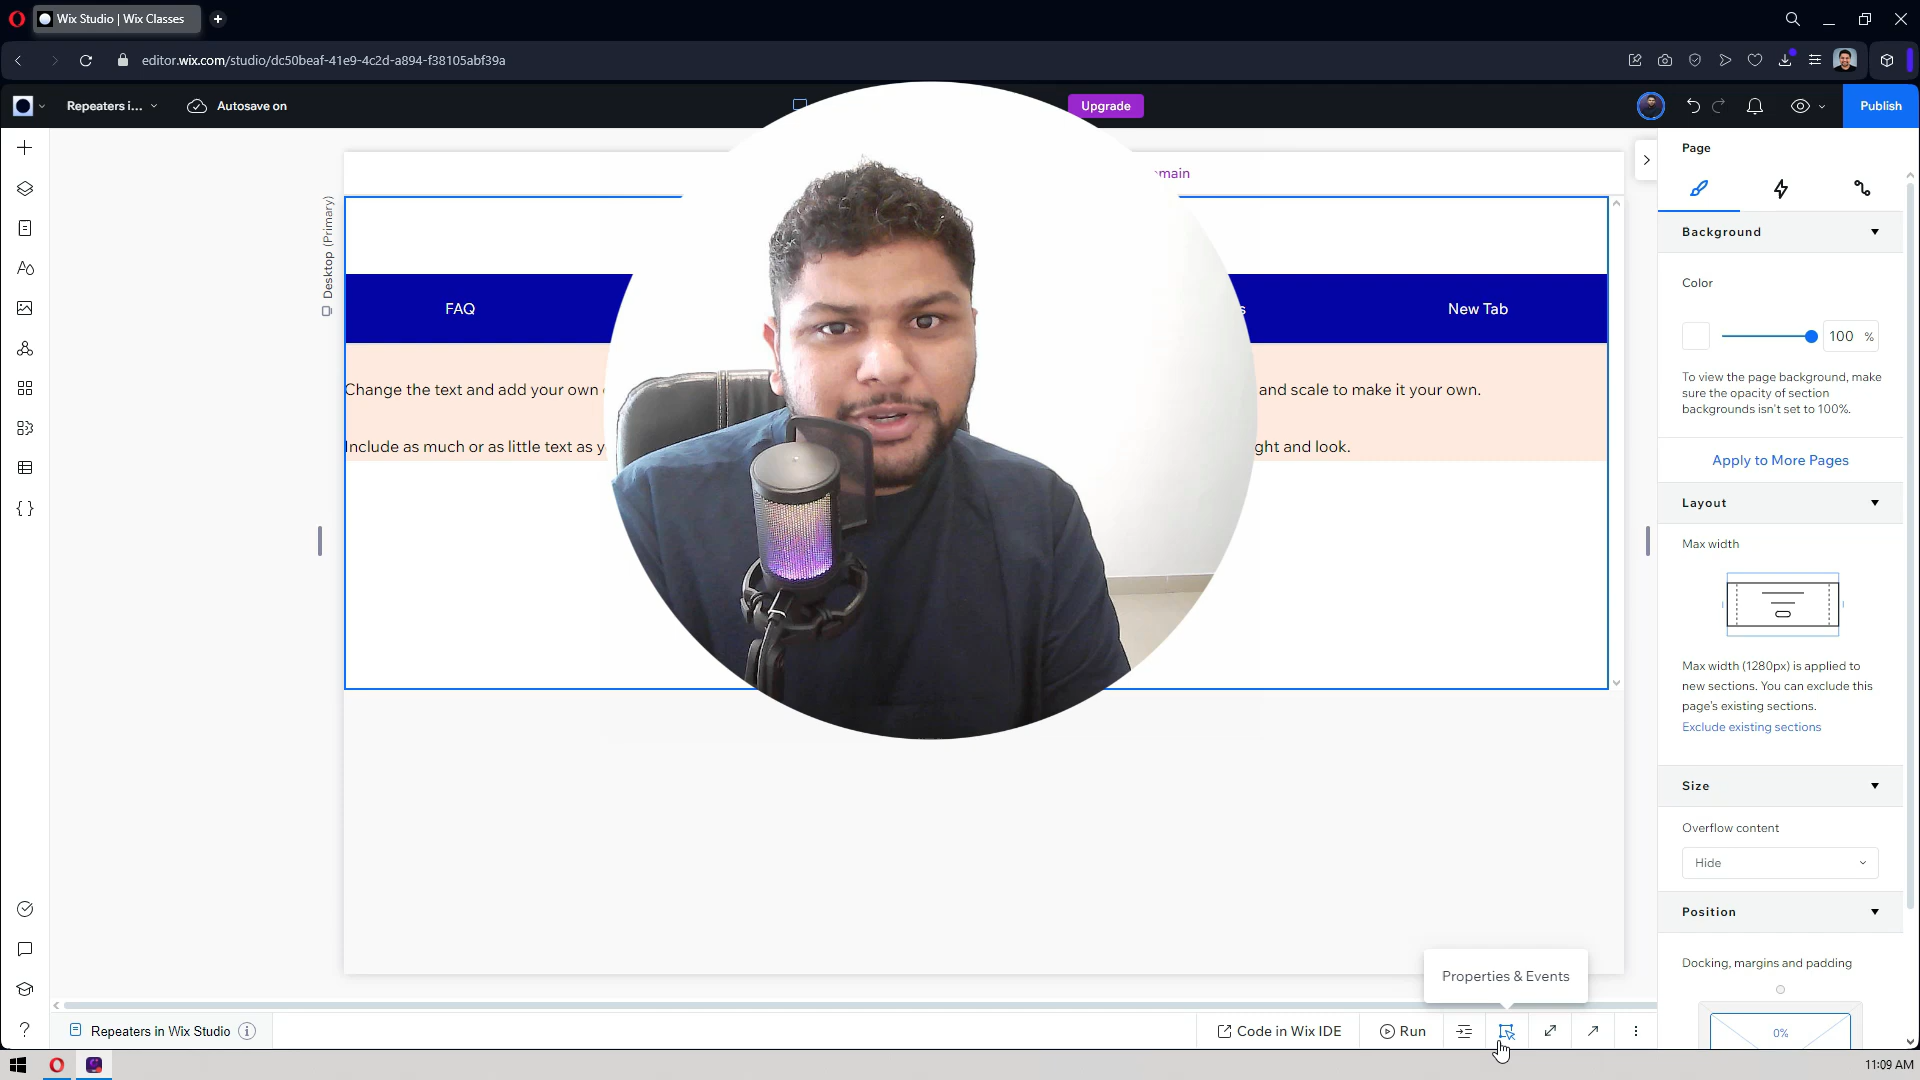 Wix Studio | Wix Classes
editor.wix.com/studio/dc50beaf-41e9-4c2d-a894-f38105abf39a
Repeaters i...
Autosave on
Upgrade
Publish
Page
main
Desktop (Primary)
Background
FAQ
New Tab
Color
100 %
To view the page background, make
sure the opacity of section
backgrounds isn't set to 100%.
Change the text and add your own
and scale to make it your own.
Include as much or as little text as y
ght and look.
Apply to More Pages
Layout
Max width
Max width (1280px) is applied to
new sections. You can exclude this
page's existing sections.
Exclude existing sections
Size
Overflow content
Hide
Position
Docking, margins and padding
0%
Properties & Events
Repeaters in Wix Studio
Code in Wix IDE
Run
11:09 AM